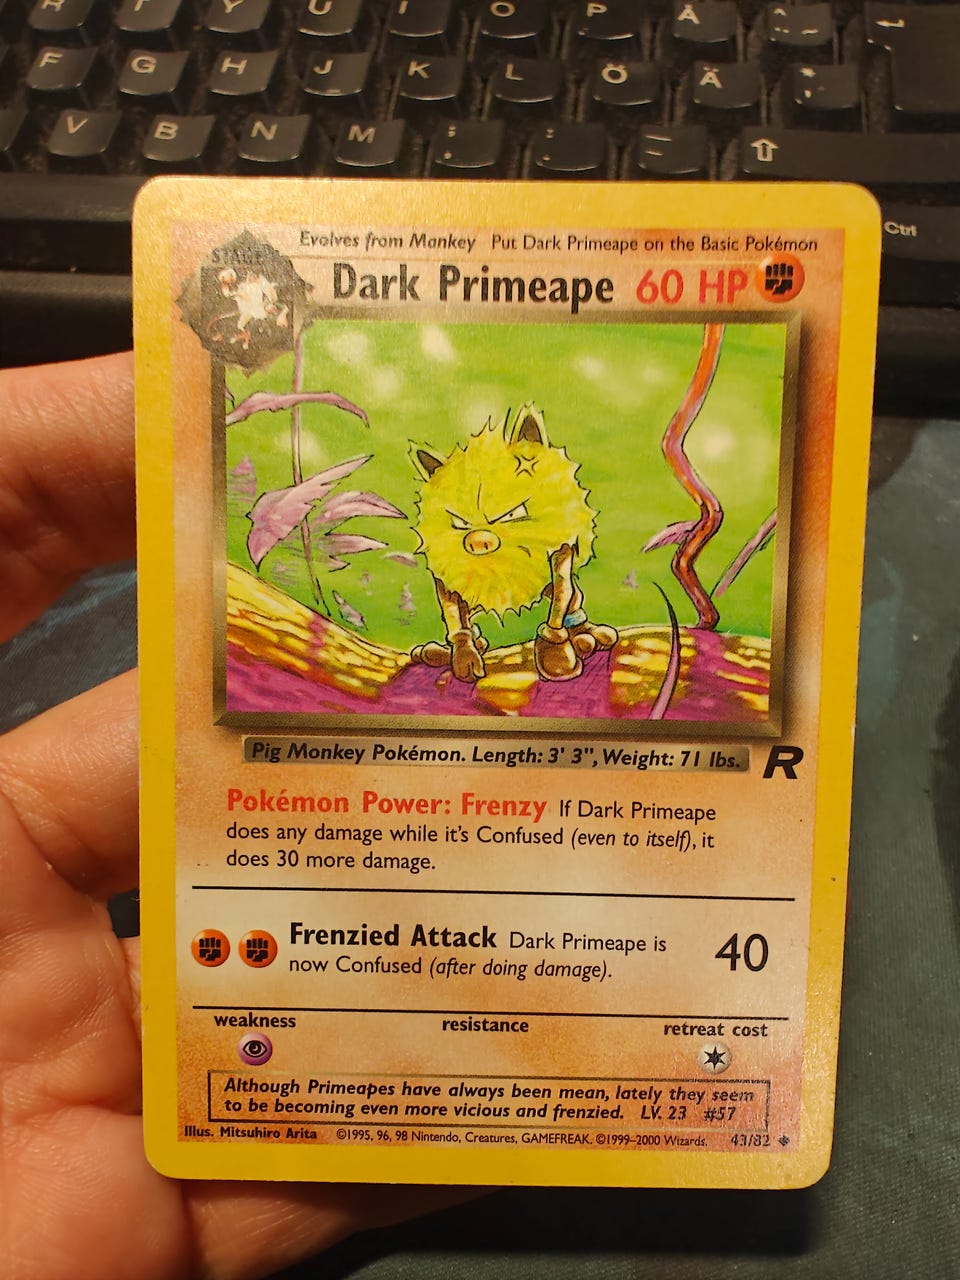 R T Y U I O P Å ^ ¨ ~
F G H J K L Ö Ä * '
V B N M ; , : . _ -
Ctrl
Evolves from Mankey Put Dark Primeape on the Basic Pokémon
STAGE
Dark Primeape 60 HP
Pig Monkey Pokémon. Length: 3' 3", Weight: 71 lbs.
R
Pokémon Power: Frenzy If Dark Primeape
does any damage while it's Confused (even to itself), it
does 30 more damage.
Frenzied Attack Dark Primeape is
now Confused (after doing damage).
40
weakness resistance retreat cost
Although Primeapes have always been mean, lately they seem
to be becoming even more vicious and frenzied. LV. 23 #57
Illus. Mitsuhiro Arita ©1995, 96, 98 Nintendo, Creatures, GAMEFREAK. ©1999–2000 Wizards. 43/82